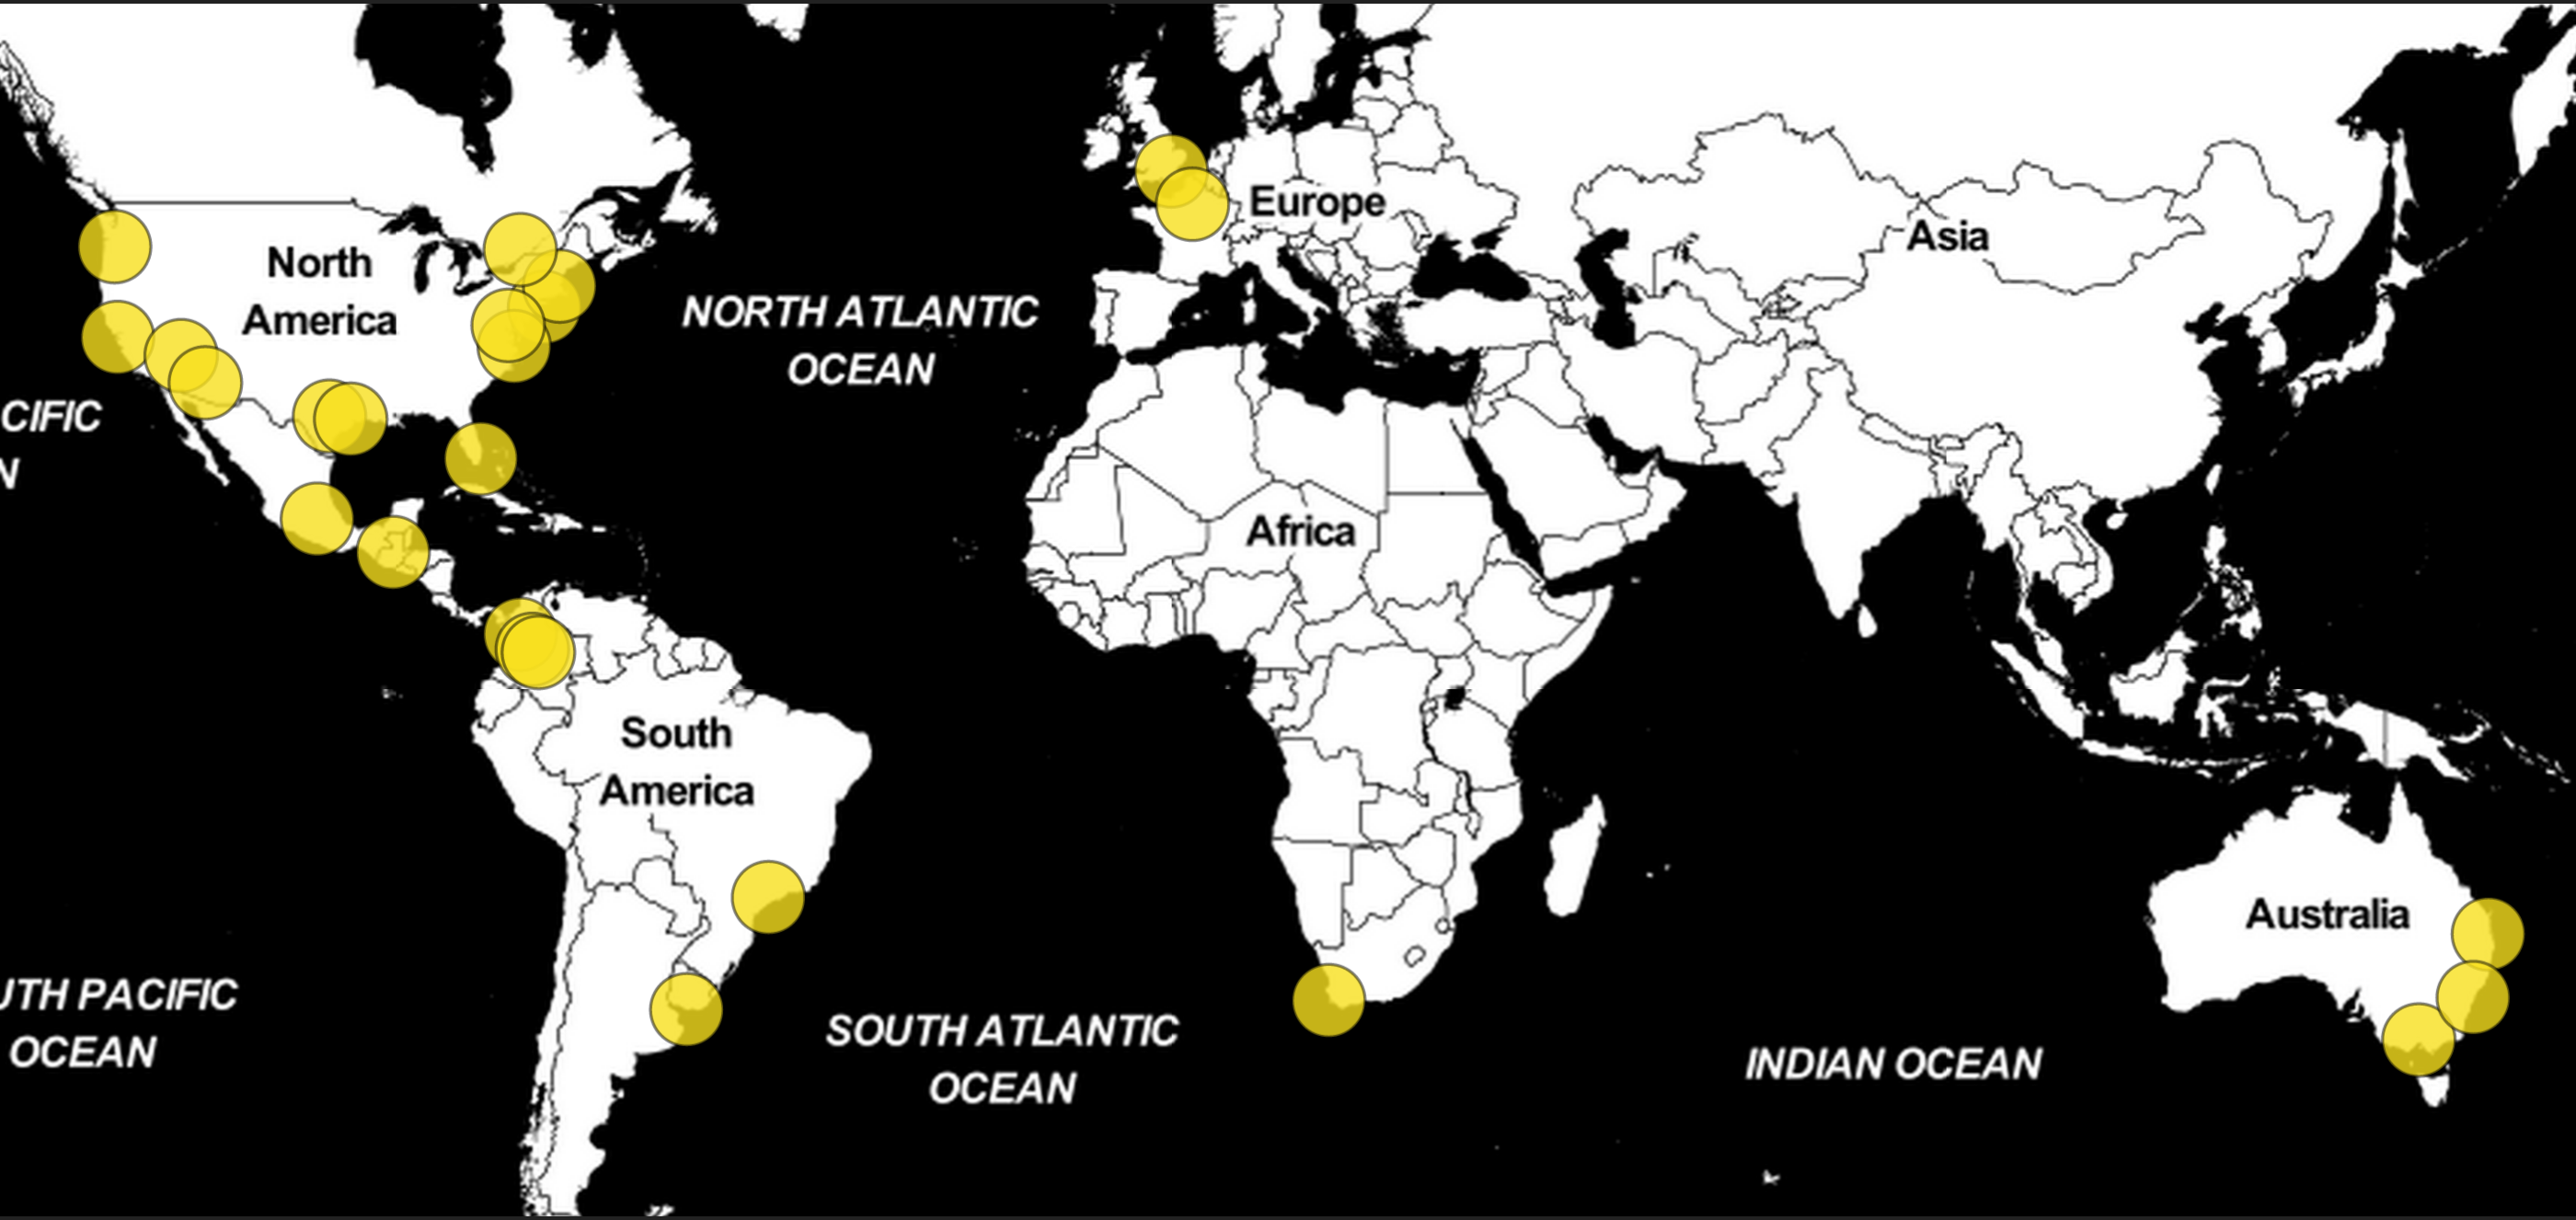 North
America
Europe
Asia
NORTH ATLANTIC
OCEAN
CIFIC
N
Africa
South
America
Australia
UTH PACIFIC
OCEAN
SOUTH ATLANTIC
OCEAN
INDIAN OCEAN